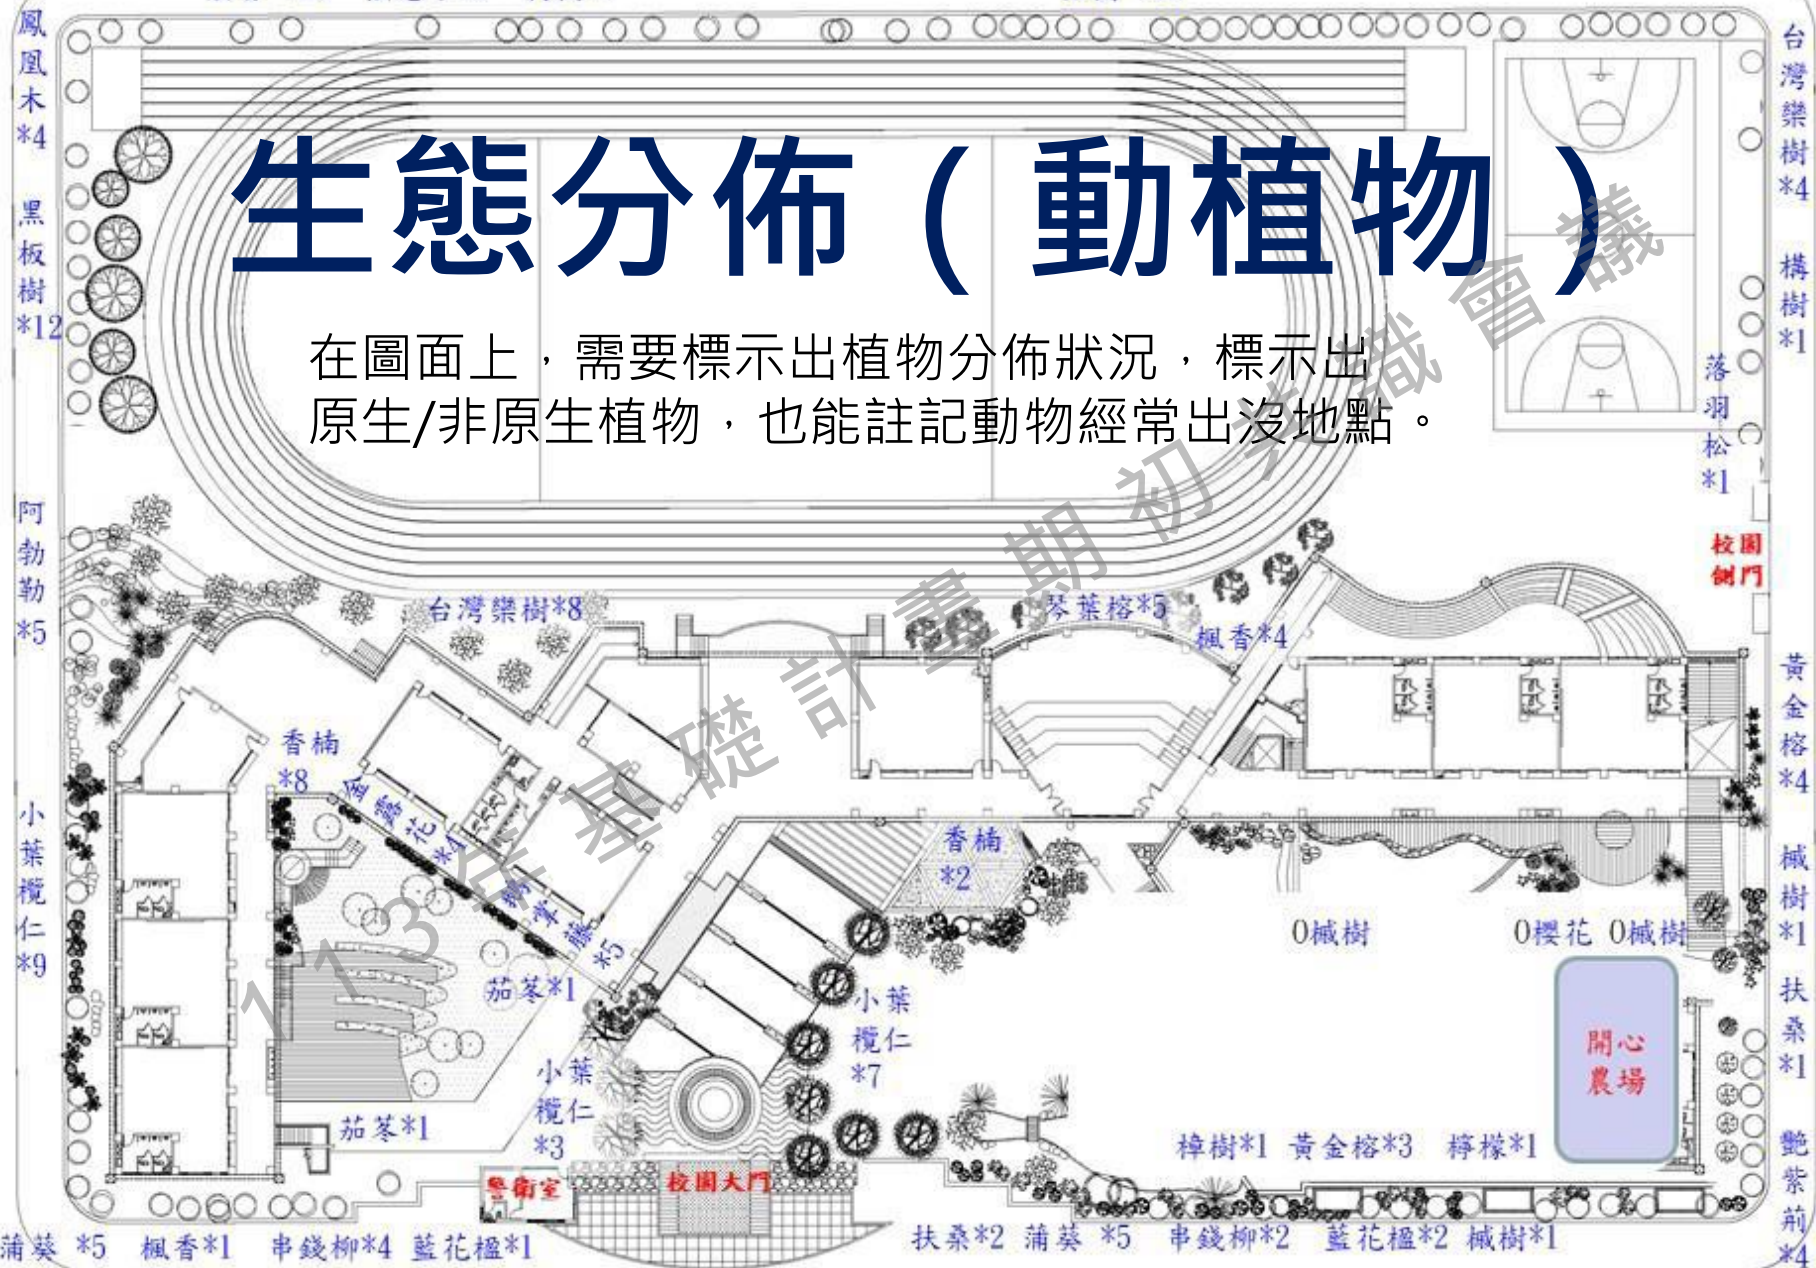 鳳凰木*4
黑板樹*12
阿勃勒*5
小葉欖仁*9
生態分佈（動植物）
在圖面上，需要標示出植物分佈狀況，標示出
原生/非原生植物，也能註記動物經常出沒地點。
台灣欒樹*4
構樹*1
落羽松*1
校園
側門
黃金榕*4
槭樹*1
扶桑*1
艷紫荊*4
台灣欒樹*8
琴葉榕*5
楓香*4
香楠
*8
金露花*4
鵝掌藤*5
香楠
*2
茄苳*1
小葉
欖仁
*7
小葉
欖仁
*3
茄苳*1
0槭樹
0櫻花 0槭樹
開心
農場
樟樹*1 黃金榕*3 檸檬*1
警衛室
校園大門
蒲葵 *5 楓香*1 串錢柳*4 藍花楹*1
扶桑*2 蒲葵 *5 串錢柳*2 藍花楹*2 槭樹*1
113年基礎計畫期初共識會議